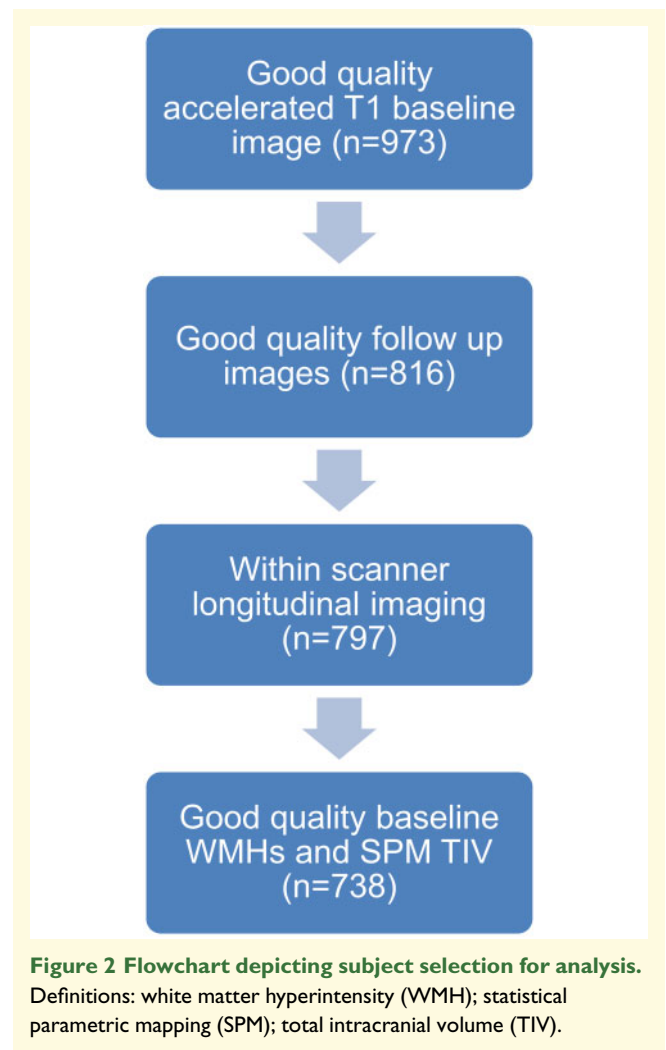 Good quality
accelerated T1 baseline
image (n=973)
Good quality follow up
images (n=816)
Within scanner
longitudinal imaging
(n=797)
Good quality baseline
WMHs and SPM TIV
(n=738)
Figure 2 Flowchart depicting subject selection for analysis.
Definitions: white matter hyperintensity (WMH); statistical
parametric mapping (SPM); total intracranial volume (TIV).